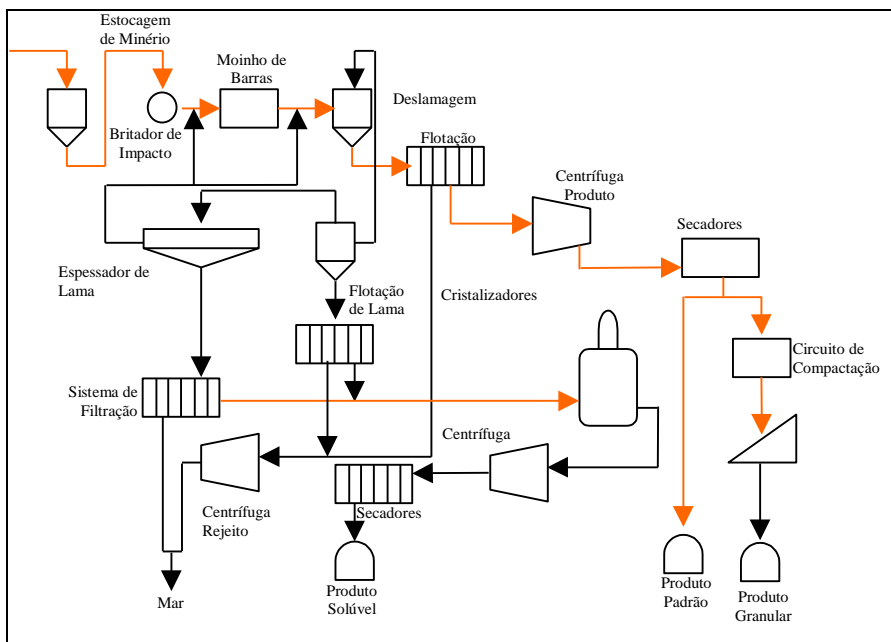 Estocagem
de Minério
Moinho de
Barras
Britador de
Impacto
Deslamagem
Flotação
Centrífuga
Produto
Secadores
Espessador de
Lama
Flotação
de Lama
Cristalizadores
Circuito de
Compactação
Sistema de
Filtração
Centrífuga
Centrífuga
Rejeito
Secadores
Mar
Produto
Solúvel
Produto
Padrão
Produto
Granular